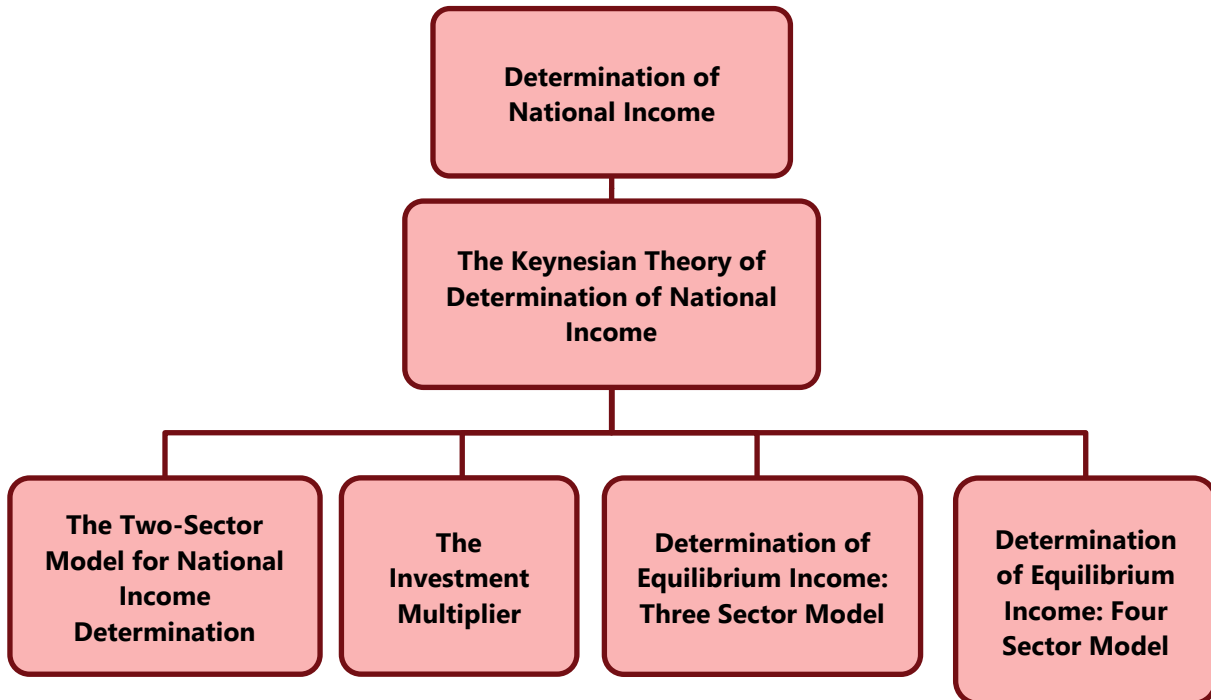 Determination of
National Income
The Keynesian Theory of
Determination of National
Income
The Two-Sector
Model for National
Income
Determination
The
Investment
Multiplier
Determination of
Equilibrium Income:
Three Sector Model
Determination
of Equilibrium
Income: Four
Sector Model